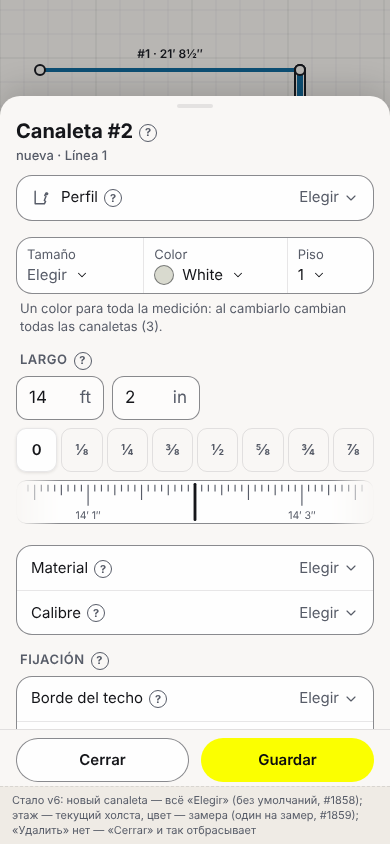 #1 · 21′ 8½″
Canaleta #2 ?
nueva · Línea 1
Perfil ? Elegir
Tamaño Color Piso
Elegir White 1
Un color para toda la medición: al cambiarlo cambian
todas las canaletas (3).
LARGO ?
14 ft 2 in
0 ⅛ ¼ ⅜ ½ ⅝ ¾ ⅞
14′ 1″ 14′ 3″
Material ? Elegir
Calibre ? Elegir
FIJACIÓN ?
Borde del techo ? Elegir
Cerrar Guardar
Стало v6: новый canaleta — всё «Elegir» (без умолчаний, #1858);
этаж — текущий холста, цвет — замера (один на замер, #1859);
«Удалить» нет — «Cerrar» и так отбрасывает